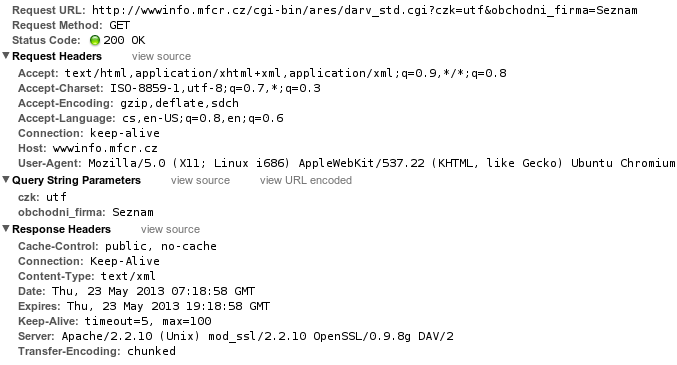 Request URL: http://wwwinfo.mfcr.cz/cgi-bin/ares/darv_std.cgi?czk=utf&obchodni_firma=Seznam
Request Method: GET
Status Code: 200 OK
▼ Request Headers view source
Accept: text/html,application/xhtml+xml,application/xml;q=0.9,*/*;q=0.8
Accept-Charset: ISO-8859-1,utf-8;q=0.7,*;q=0.3
Accept-Encoding: gzip,deflate,sdch
Accept-Language: cs,en-US;q=0.8,en;q=0.6
Connection: keep-alive
Host: wwwinfo.mfcr.cz
User-Agent: Mozilla/5.0 (X11; Linux i686) AppleWebKit/537.22 (KHTML, like Gecko) Ubuntu Chromium
▼ Query String Parameters view source view URL encoded
czk: utf
obchodni_firma: Seznam
▼ Response Headers view source
Cache-Control: public, no-cache
Connection: Keep-Alive
Content-Type: text/xml
Date: Thu, 23 May 2013 07:18:58 GMT
Expires: Thu, 23 May 2013 19:18:58 GMT
Keep-Alive: timeout=5, max=100
Server: Apache/2.2.10 (Unix) mod_ssl/2.2.10 OpenSSL/0.9.8g DAV/2
Transfer-Encoding: chunked